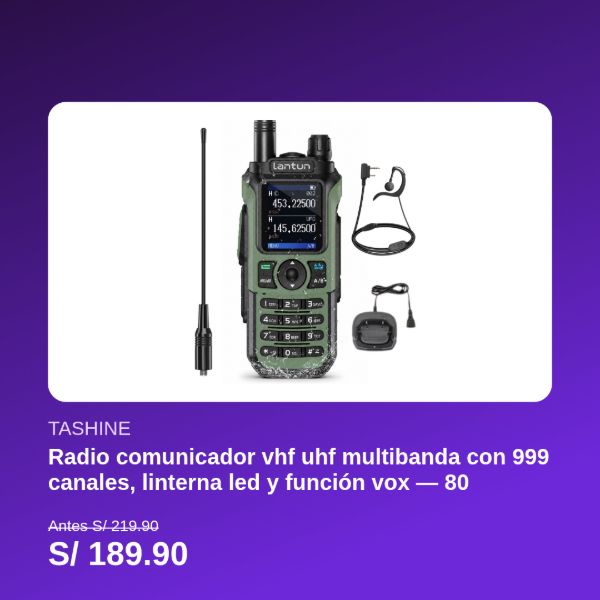 Lantun
H
453.22500
H
145.62500
MENU
A/B
TASHINE
Radio comunicador vhf uhf multibanda con 999
canales, linterna led y función vox — 80
Antes S/ 219.90
S/ 189.90